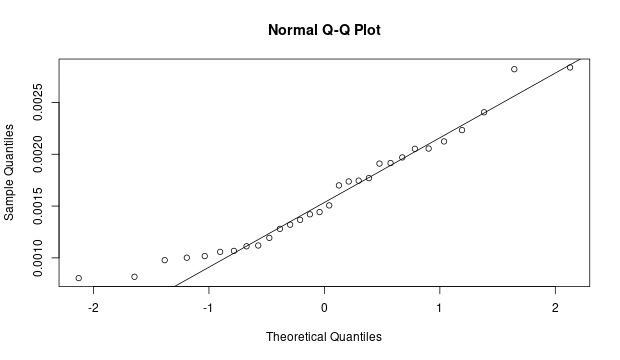 Normal Q-Q Plot
Sample Quantiles
0.0025
0.0020
0.0015
0.0010
-2 -1 0 1 2
Theoretical Quantiles